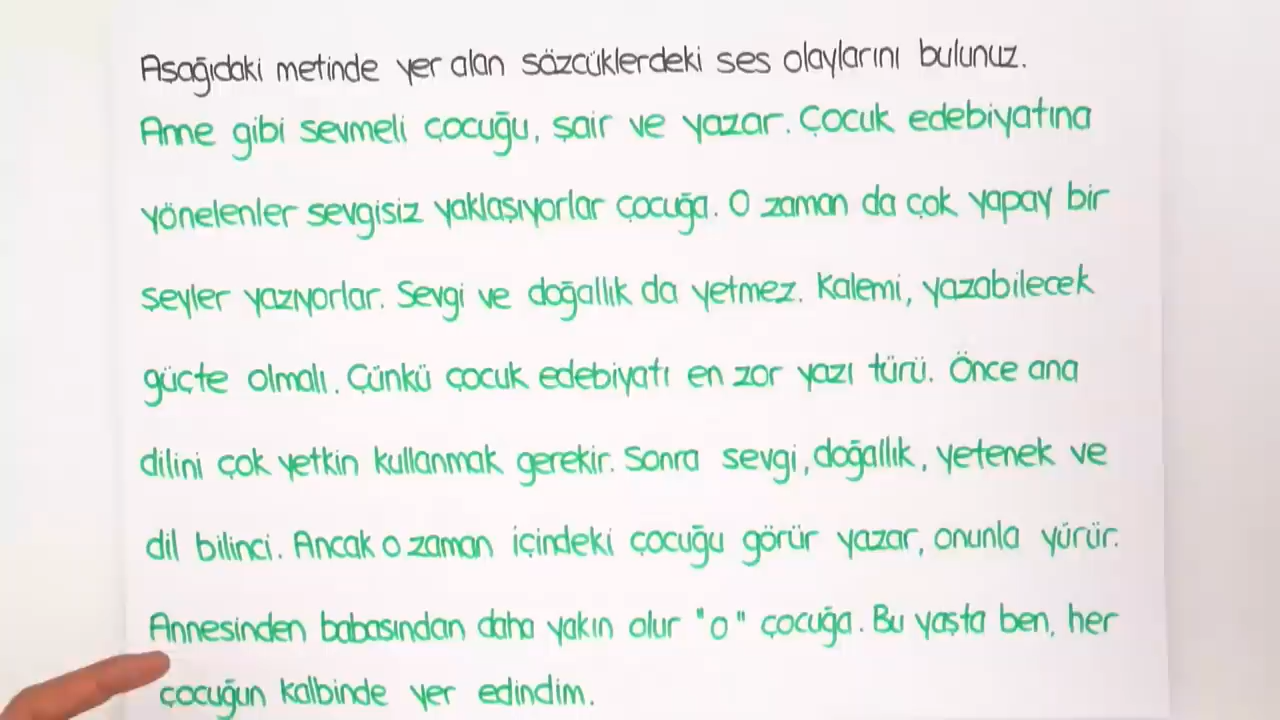 Aşağıdaki metinde yer alan sözcüklerdeki ses olaylarını bulunuz.
Anne gibi sevmeli çocuğu, şair ve yazar. Çocuk edebiyatına
yönelenler sevgisiz yaklaşıyorlar çocuğa. O zaman da çok yapay bir
şeyler yazıyorlar. Sevgi ve doğallık da yetmez. Kalemi, yazabilecek
güçte olmalı. Çünkü çocuk edebiyatı en zor yazı türü. Önce ana
dilini çok yetkin kullanmak gerekir. Sonra sevgi, doğallık, yetenek ve
dil bilinci. Ancak o zaman içindeki çocuğu görür yazar, onunla yürür.
Annesinden babasından daha yakın olur "o" çocuğa. Bu yaşta ben, her
çocuğun kalbinde yer edindim.